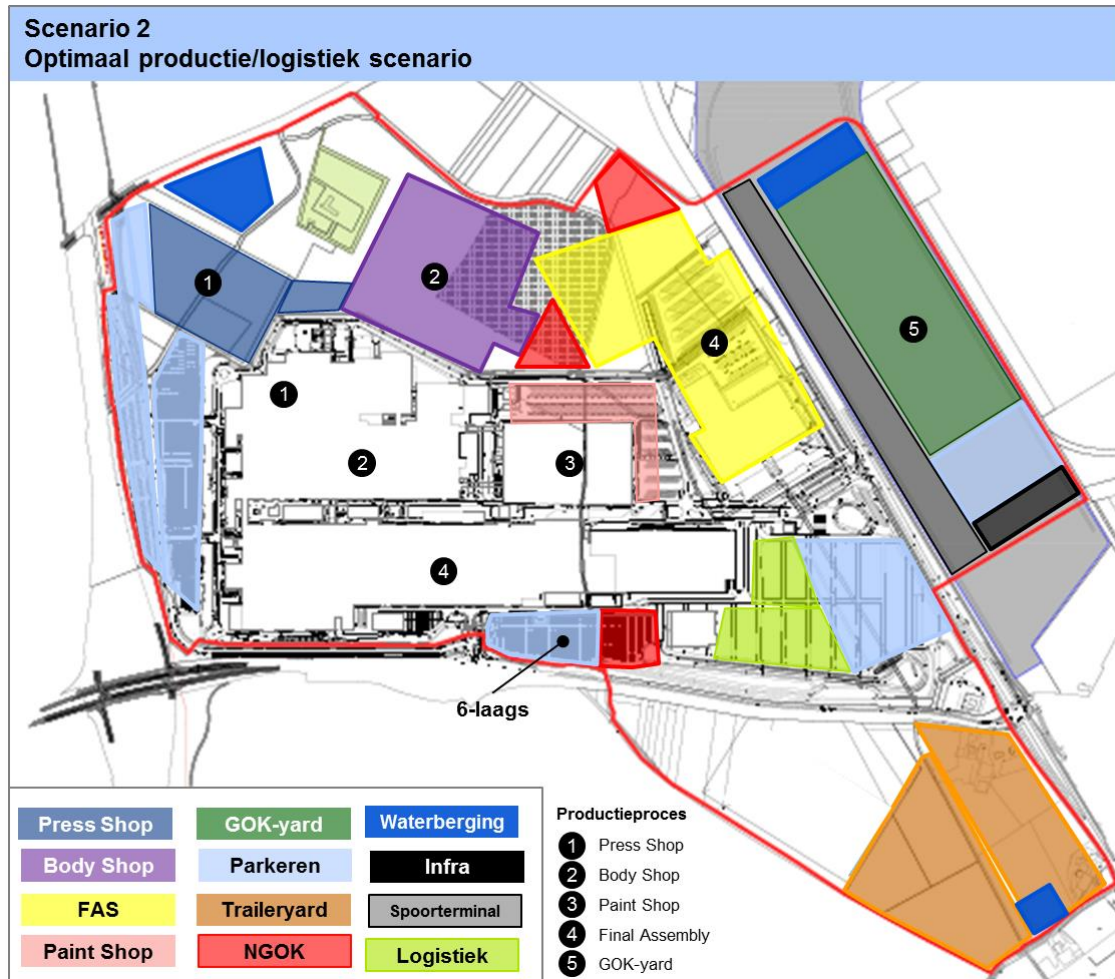 Scenario 2
Optimaal productie/logistiek scenario
1
2
5
4
1
2
3
4
6-laags
Press Shop
GOK-yard
Waterberging
Body Shop
Parkeren
Infra
FAS
Traileryard
Spoorterminal
Paint Shop
NGOK
Logistiek
Productieproces
1 Press Shop
2 Body Shop
3 Paint Shop
4 Final Assembly
5 GOK-yard